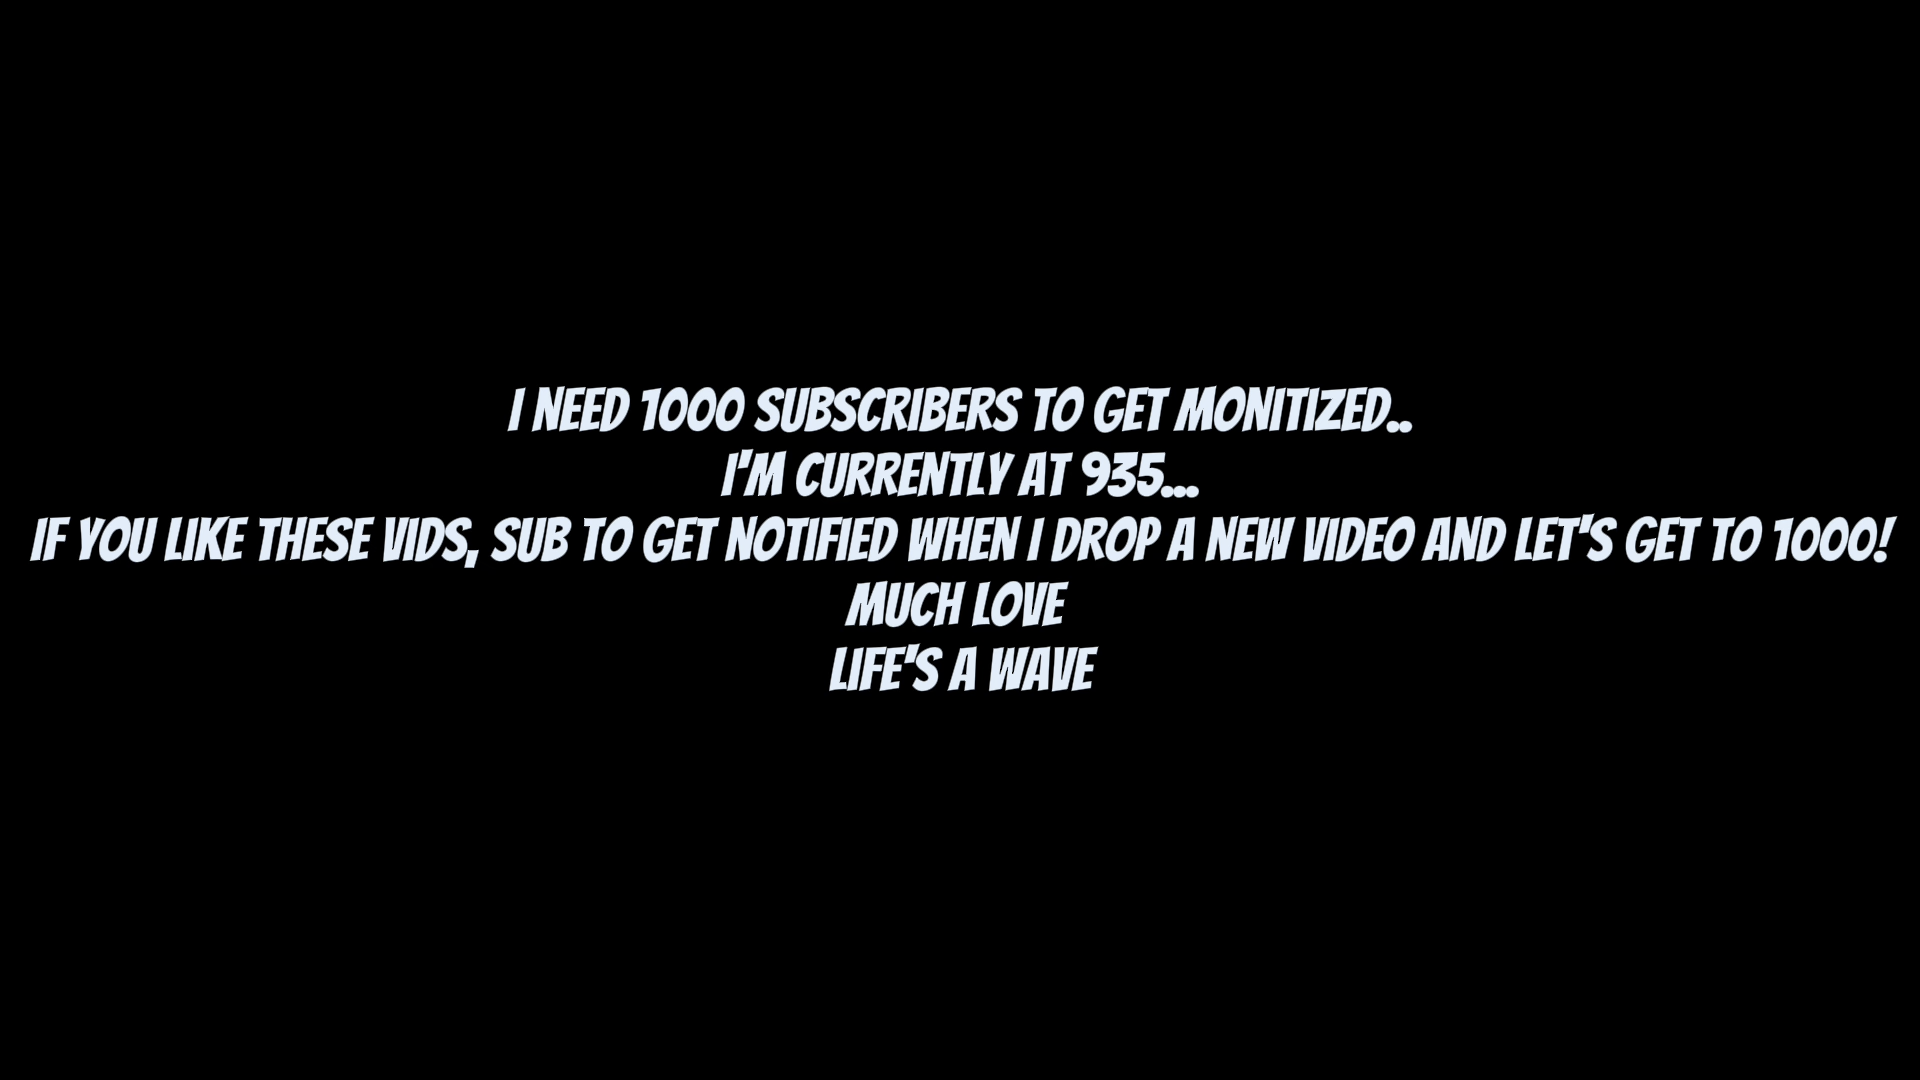 I NEED 1000 SUBSCRIBERS TO GET MONITIZED..
I'M CURRENTLY AT 935...
IF YOU LIKE THESE VIDS, SUB TO GET NOTIFIED WHEN I DROP A NEW VIDEO AND LET'S GET TO 1000!
MUCH LOVE
LIFE'S A WAVE